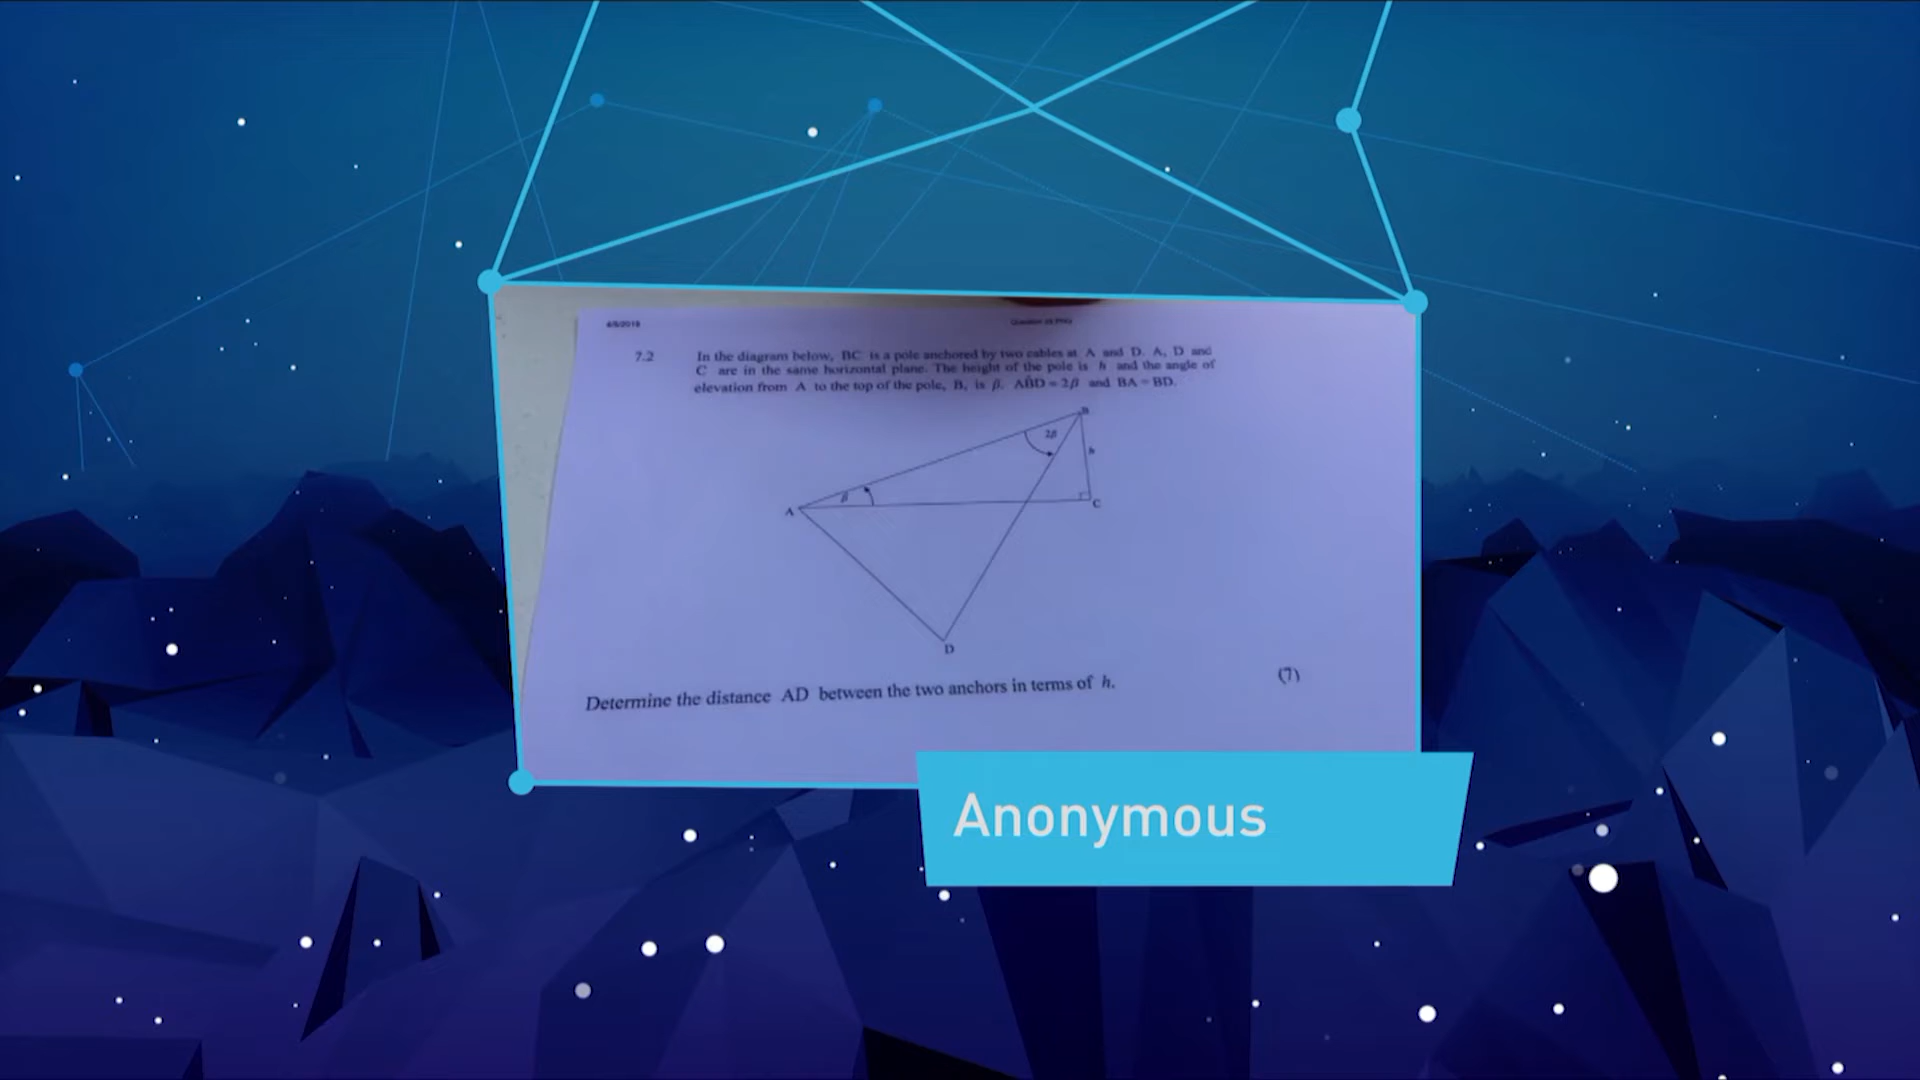 4/8/2019
7.2 In the diagram below, BC is a pole anchored by two cables at A and D. A, D and
C are in the same horizontal plane. The height of the pole is h and the angle of
elevation from A to the top of the pole, B, is β. AB̂D = 2β and BA = BD.
B
2β
h
β
A
C
D
Determine the distance AD between the two anchors in terms of h.
(7)
Anonymous